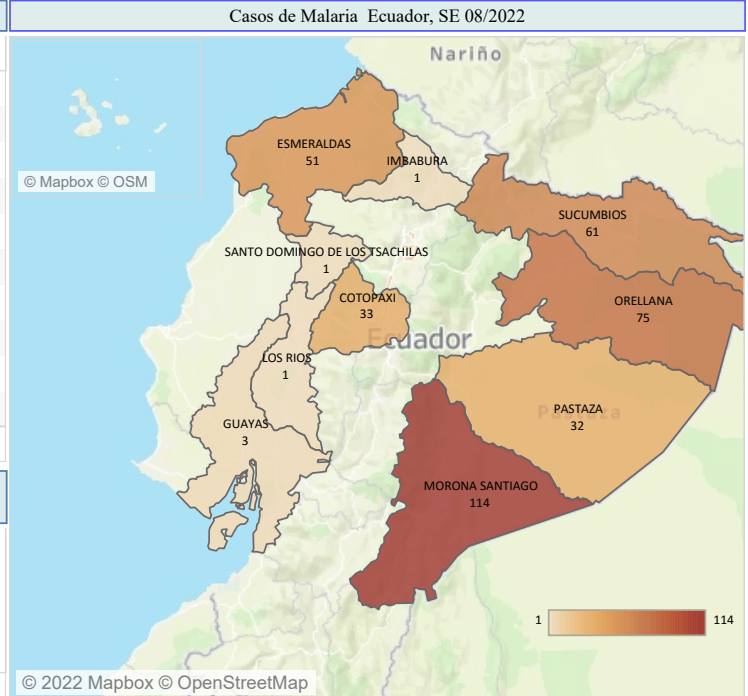 Casos de Malaria Ecuador, SE 08/2022
Nariño
© Mapbox © OSM
ESMERALDAS
51
IMBABURA
1
SUCUMBIOS
61
SANTO DOMINGO DE LOS TSACHILAS
1
COTOPAXI
33
ORELLANA
75
Ecuador
LOS RIOS
1
PASTAZA
32
Pastaza
GUAYAS
3
MORONA SANTIAGO
114
1 114
© 2022 Mapbox © OpenStreetMap